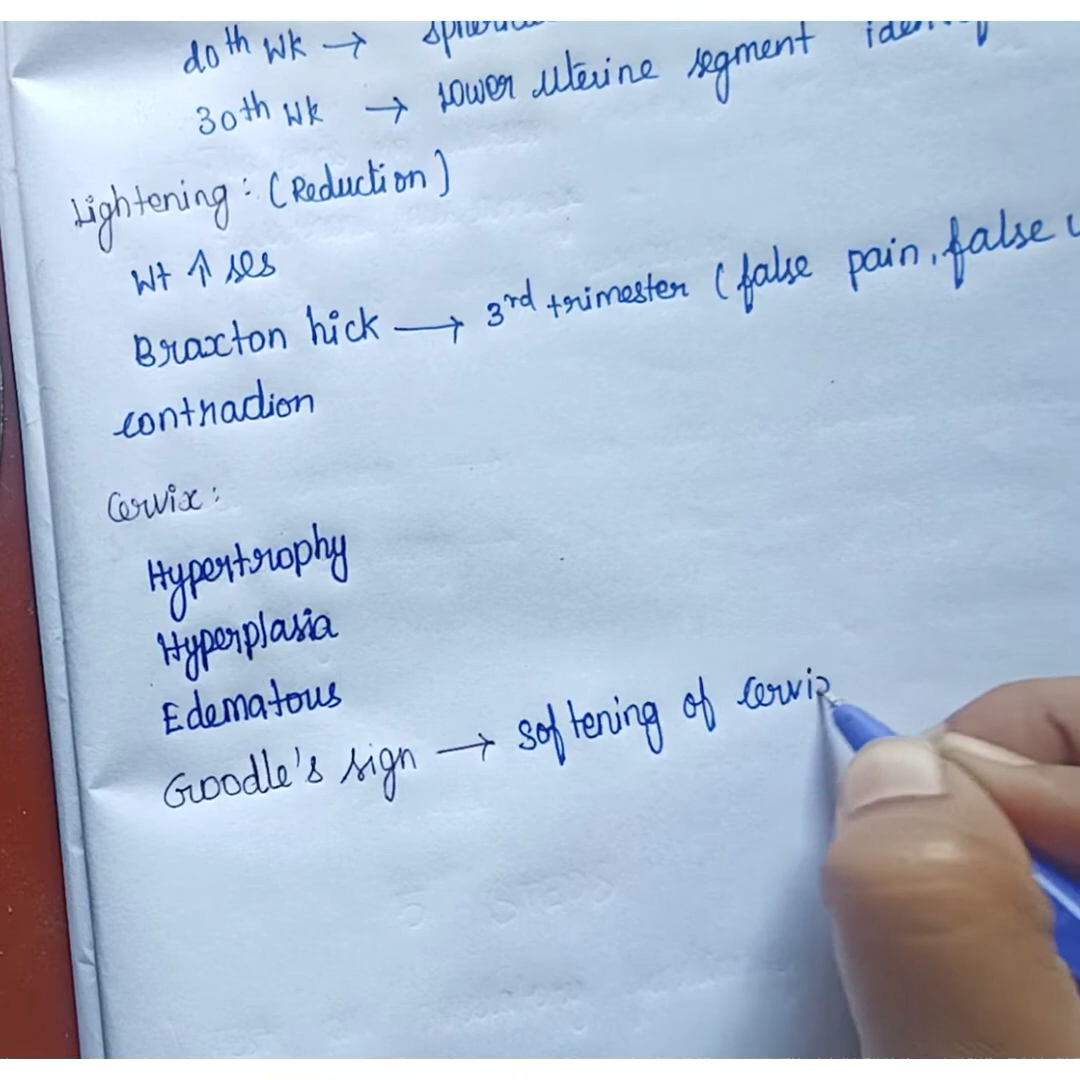 20th wk →
30th wk → Lower uterine segment
Lightening: (Reduction)
Wt ↑ ses
Braxton hick → 3rd trimester (false pain, false
contraction
Cervix:
Hypertrophy
Hyperplasia
Edematous
Goodle's sign → softening of cervix